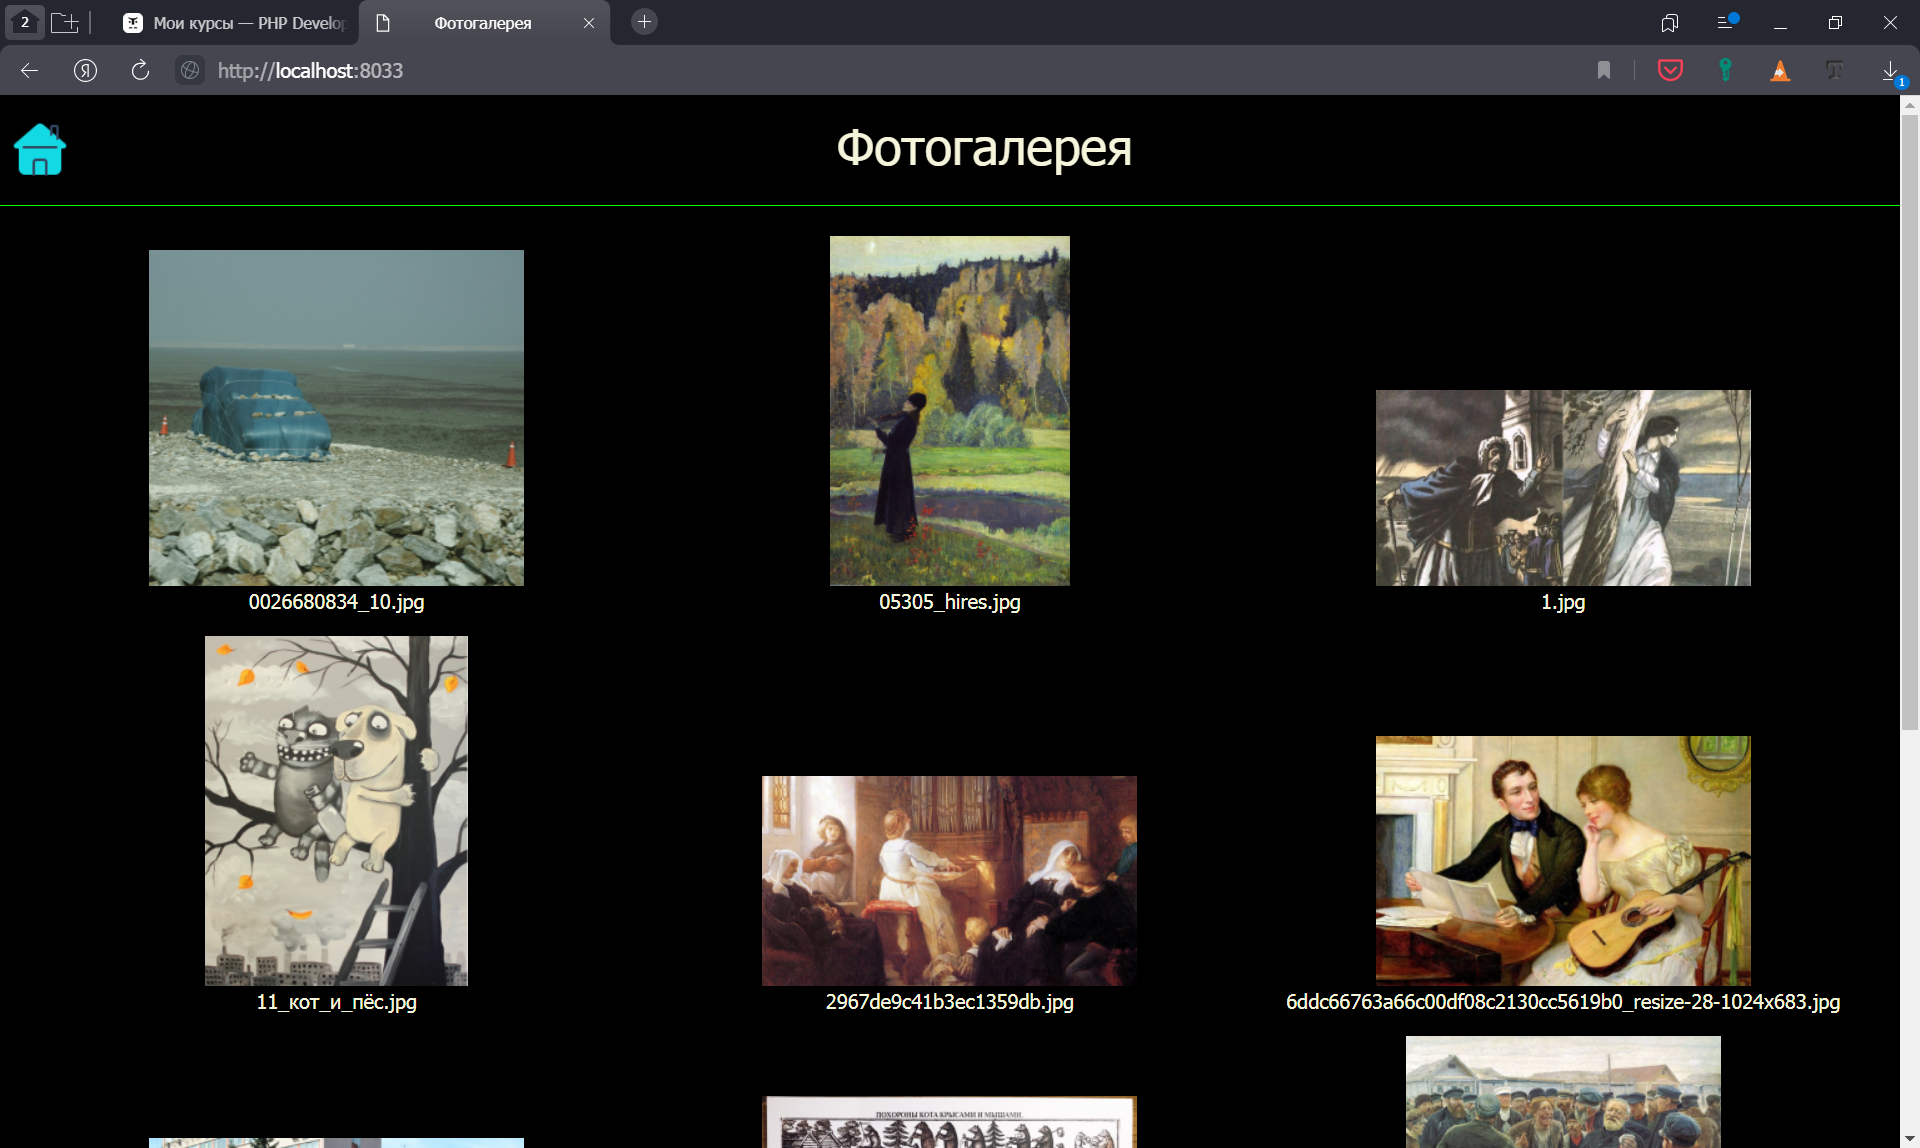 2
Мои курсы — PHP Develop
Фотогалерея
http://localhost:8033
1
Фотогалерея
0026680834_10.jpg
05305_hires.jpg
1.jpg
11_кот_и_пёс.jpg
2967de9c41b3ec1359db.jpg
6ddc66763a66c00df08c2130cc5619b0_resize-28-1024x683.jpg
ПОХОРОНЫ КОТА КРЫСАМИ И МЫШАМИ.